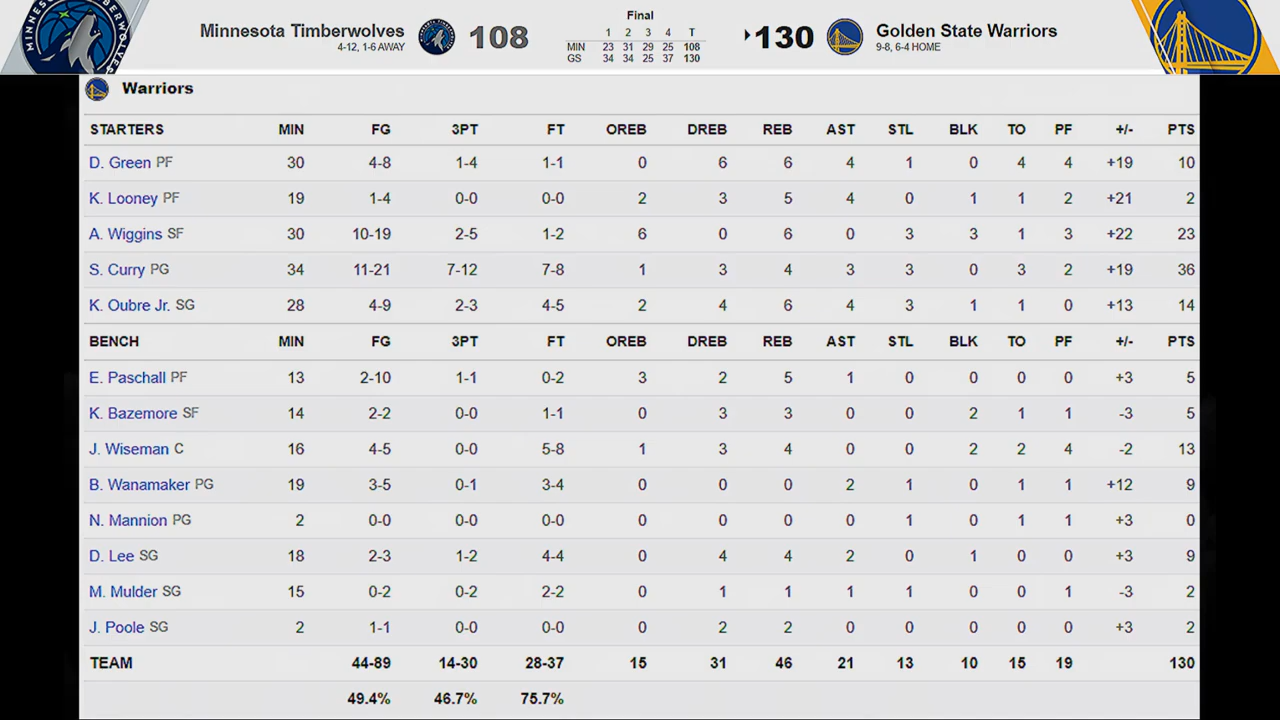 MINNESOTA TIMBERWOLVES
Minnesota Timberwolves
4-12, 1-6 AWAY
108
Final
1 2 3 4 T
MIN 23 31 29 25 108
GS 34 34 25 37 130
130
Golden State Warriors
9-8, 6-4 HOME
Warriors
STARTERS MIN FG 3PT FT OREB DREB REB AST STL BLK TO PF +/- PTS
D. Green PF 30 4-8 1-4 1-1 0 6 6 4 1 0 4 4 +19 10
K. Looney PF 19 1-4 0-0 0-0 2 3 5 4 0 1 1 2 +21 2
A. Wiggins SF 30 10-19 2-5 1-2 6 0 6 0 3 3 1 3 +22 23
S. Curry PG 34 11-21 7-12 7-8 1 3 4 3 3 0 3 2 +19 36
K. Oubre Jr. SG 28 4-9 2-3 4-5 2 4 6 4 3 1 1 0 +13 14
BENCH MIN FG 3PT FT OREB DREB REB AST STL BLK TO PF +/- PTS
E. Paschall PF 13 2-10 1-1 0-2 3 2 5 1 0 0 0 0 +3 5
K. Bazemore SF 14 2-2 0-0 1-1 0 3 3 0 0 2 1 1 -3 5
J. Wiseman C 16 4-5 0-0 5-8 1 3 4 0 0 2 2 4 -2 13
B. Wanamaker PG 19 3-5 0-1 3-4 0 0 0 2 1 0 1 1 +12 9
N. Mannion PG 2 0-0 0-0 0-0 0 0 0 0 1 0 1 1 +3 0
D. Lee SG 18 2-3 1-2 4-4 0 4 4 2 0 1 0 0 +3 9
M. Mulder SG 15 0-2 0-2 2-2 0 1 1 1 1 0 0 1 -3 2
J. Poole SG 2 1-1 0-0 0-0 0 2 2 0 0 0 0 0 +3 2
TEAM 44-89 14-30 28-37 15 31 46 21 13 10 15 19 130
49.4% 46.7% 75.7%